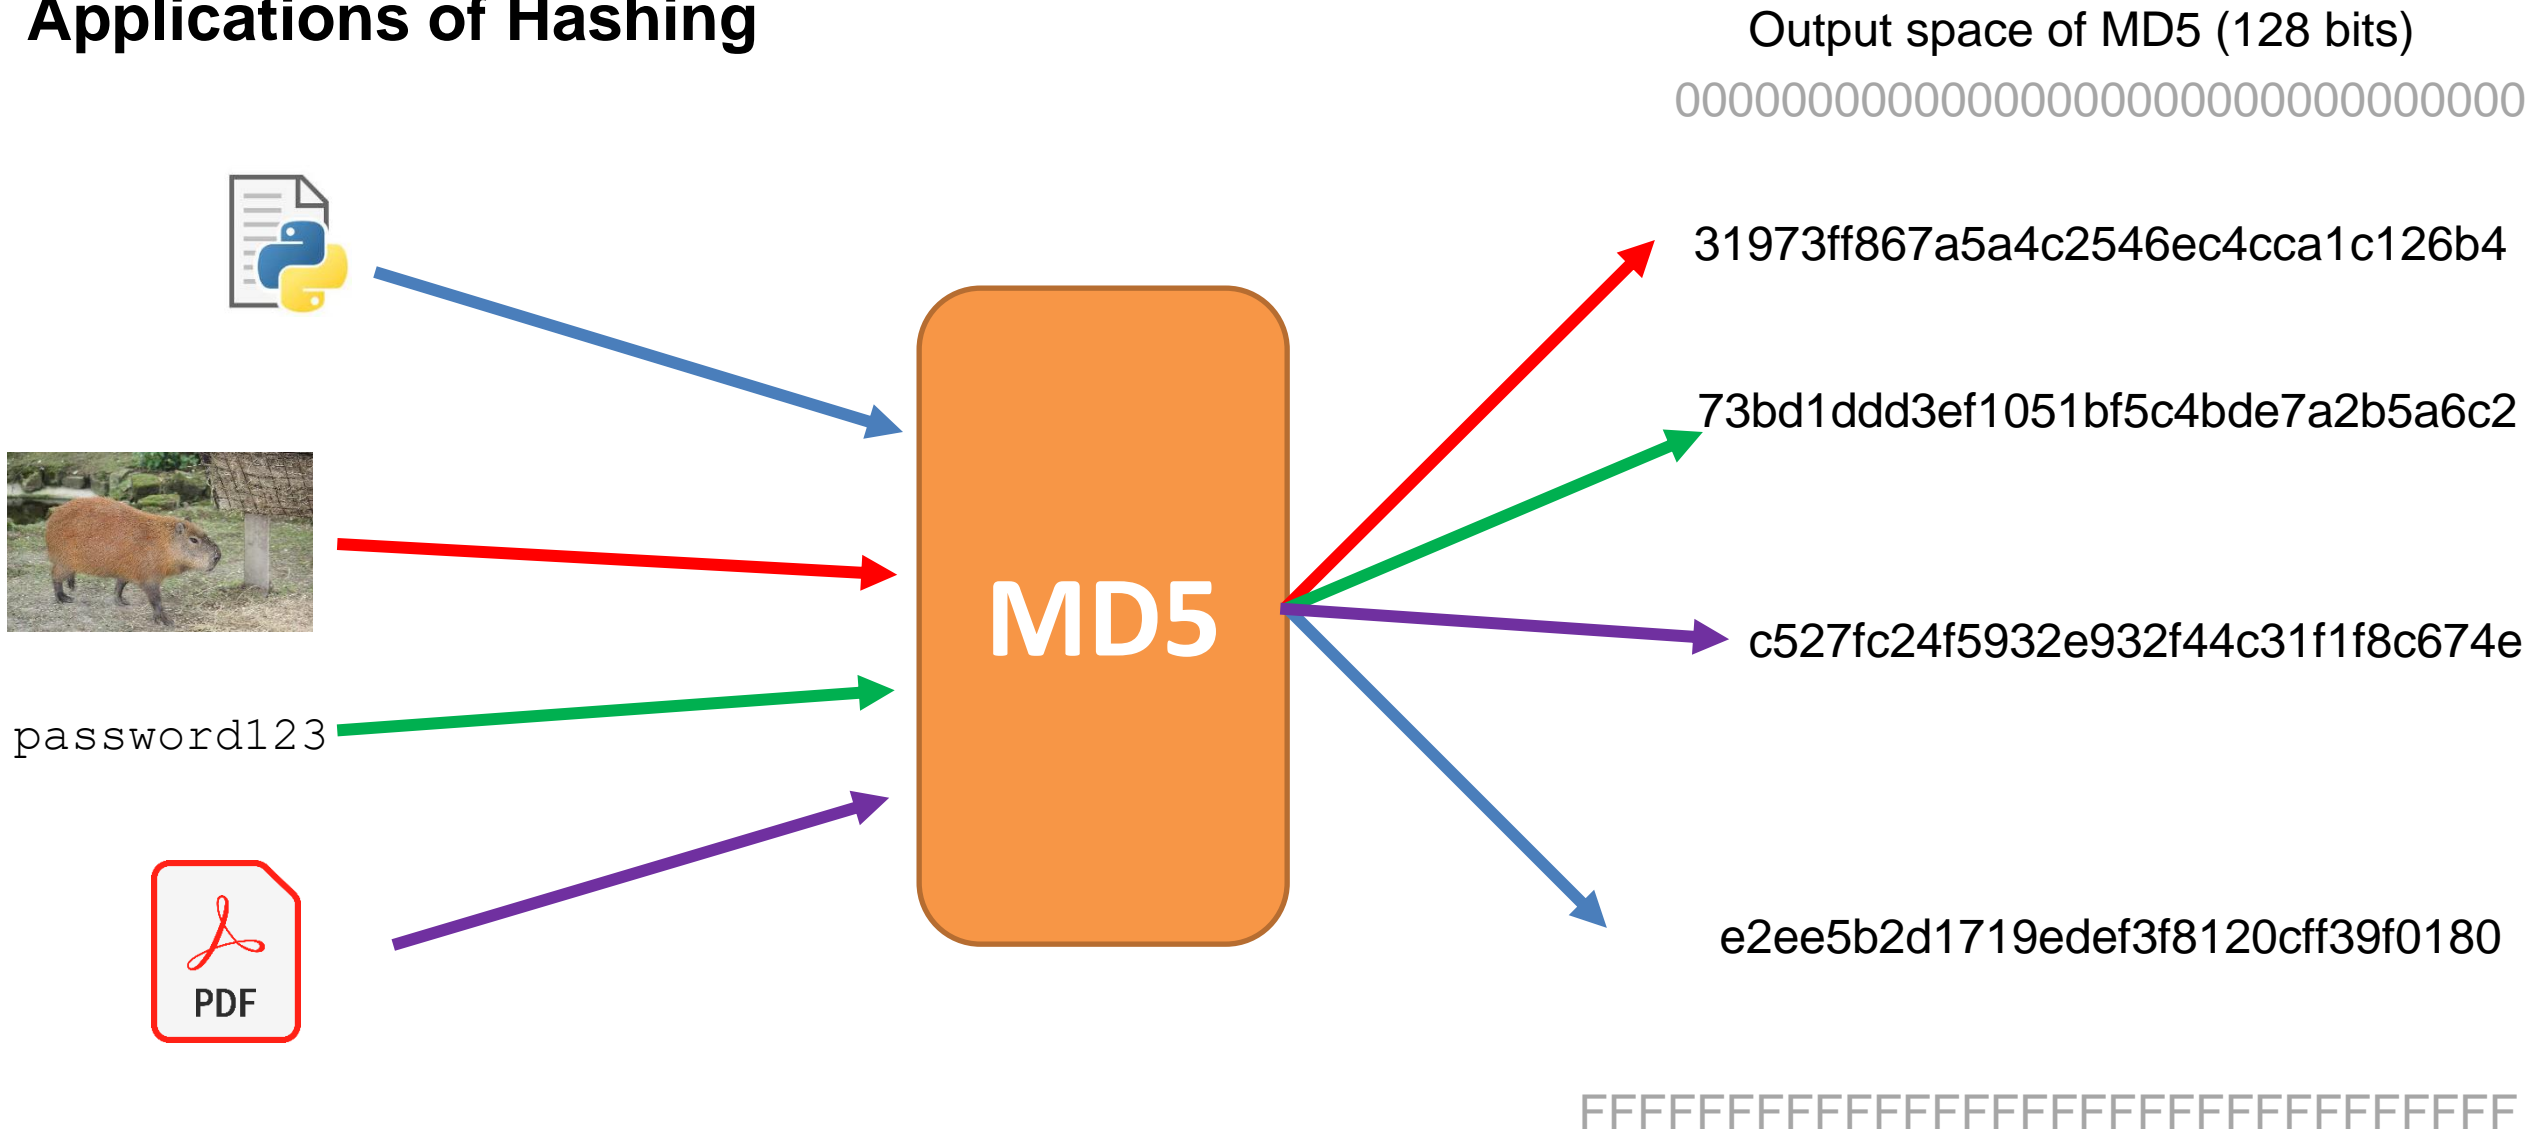 Applications of Hashing
Output space of MD5 (128 bits)
00000000000000000000000000000000
31973ff867a5a4c2546ec4cca1c126b4
73bd1ddd3ef1051bf5c4bde7a2b5a6c2
MD5
c527fc24f5932e932f44c31f1f8c674e
password123
e2ee5b2d1719edef3f8120cff39f0180
PDF
FFFFFFFFFFFFFFFFFFFFFFFFFFFFFFFF